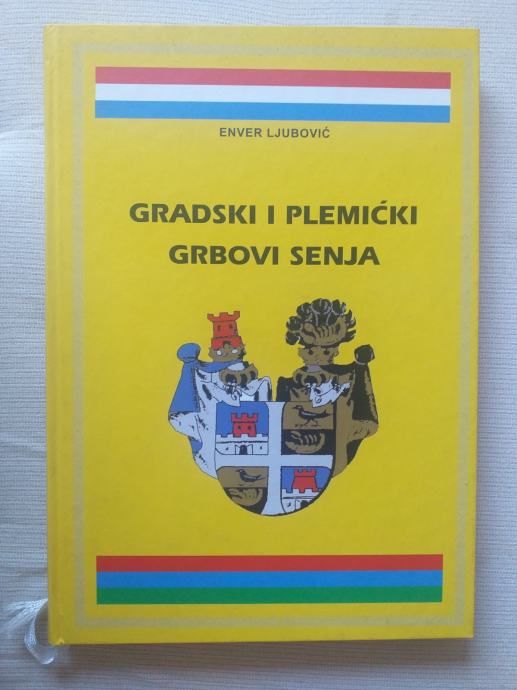 ENVER LJUBOVIĆ
GRADSKI I PLEMIĆKI
GRBOVI SENJA